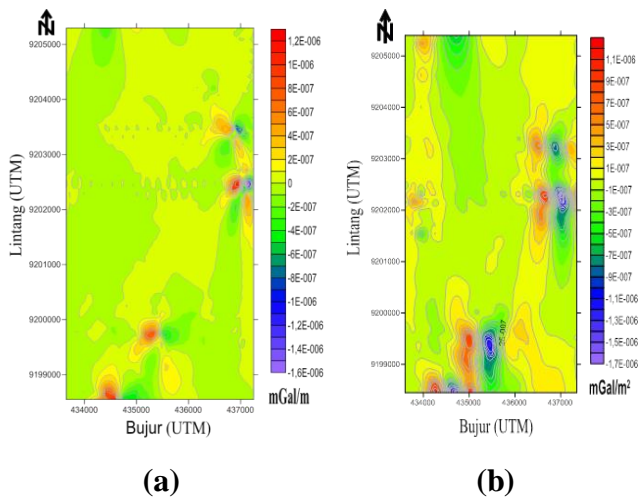 N
9205000
9204000
9203000
9202000
9201000
9200000
9199000
Lintang (UTM)
434000 435000 436000 437000
Bujur (UTM)
1,2E-006
1E-006
8E-007
6E-007
4E-007
2E-007
0
-2E-007
-4E-007
-6E-007
-8E-007
-1E-006
-1,2E-006
-1,4E-006
-1,6E-006
mGal/m
(a)
N
9205000
9204000
9203000
9202000
9201000
9200000
9199000
Lintang (UTM)
434000 435000 436000 437000
Bujur (UTM)
1,1E-006
9E-007
7E-007
5E-007
3E-007
1E-007
-1E-007
-3E-007
-5E-007
-7E-007
-9E-007
-1,1E-006
-1,3E-006
-1,5E-006
-1,7E-006
mGal/m²
(b)